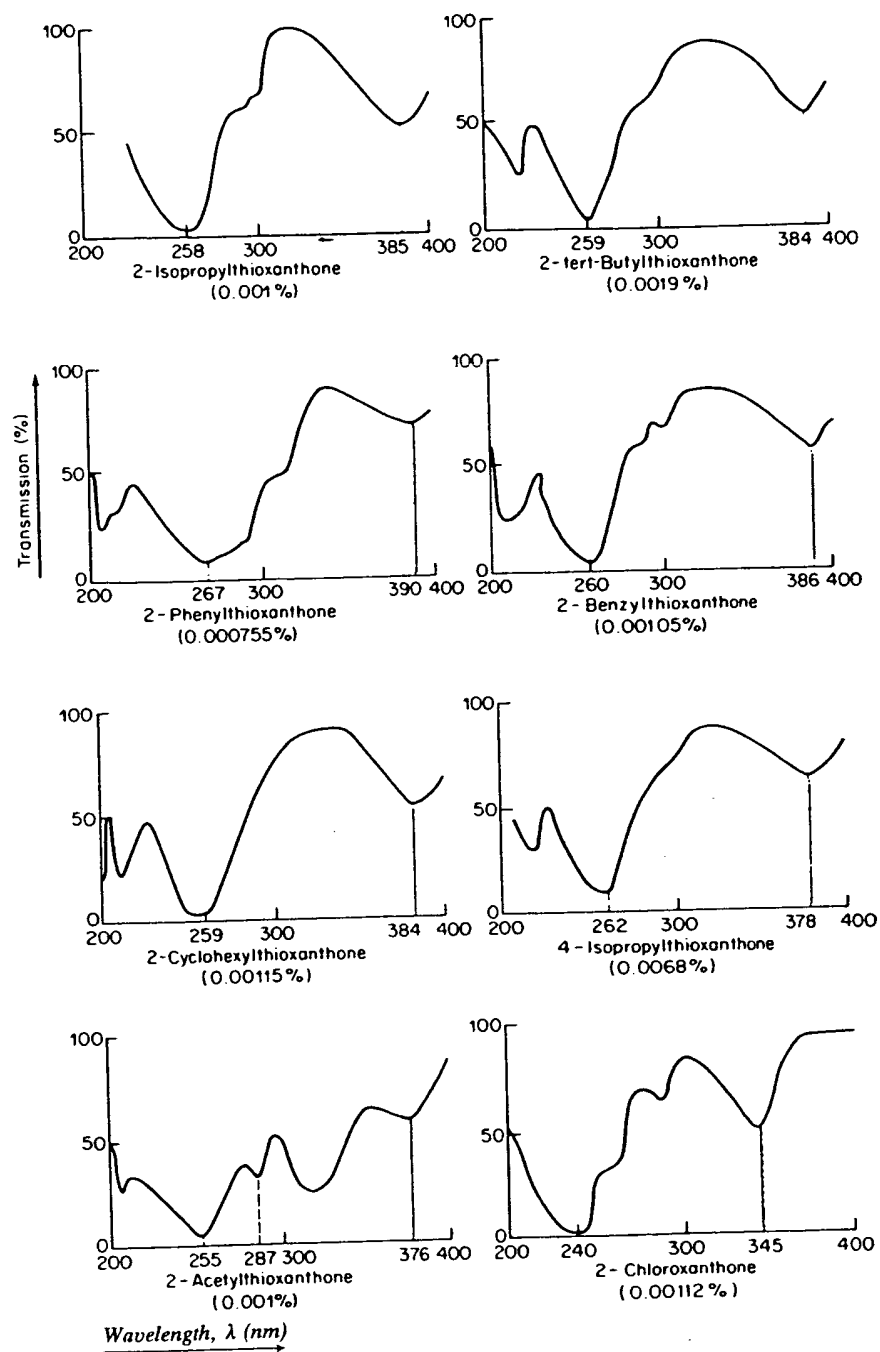 100
50
0
200 258 300 385 400
2-Isopropylthioxanthone
(0.001%)
100
50
0
200 259 300 384 400
2-tert-Butylthioxanthone
(0.0019%)
Transmission (%)
100
50
0
200 267 300 390 400
2-Phenylthioxanthone
(0.000755%)
100
50
0
200 260 300 386 400
2-Benzylthioxanthone
(0.00105%)
100
50
0
200 259 300 384 400
2-Cyclohexylthioxanthone
(0.00115%)
100
50
0
200 262 300 378 400
4-Isopropylthioxanthone
(0.0068%)
100
50
0
200 255 287 300 376 400
2-Acetylthioxanthone
(0.001%)
100
50
0
200 240 300 345 400
2-Chloroxanthone
(0.00112%)
Wavelength, λ (nm)